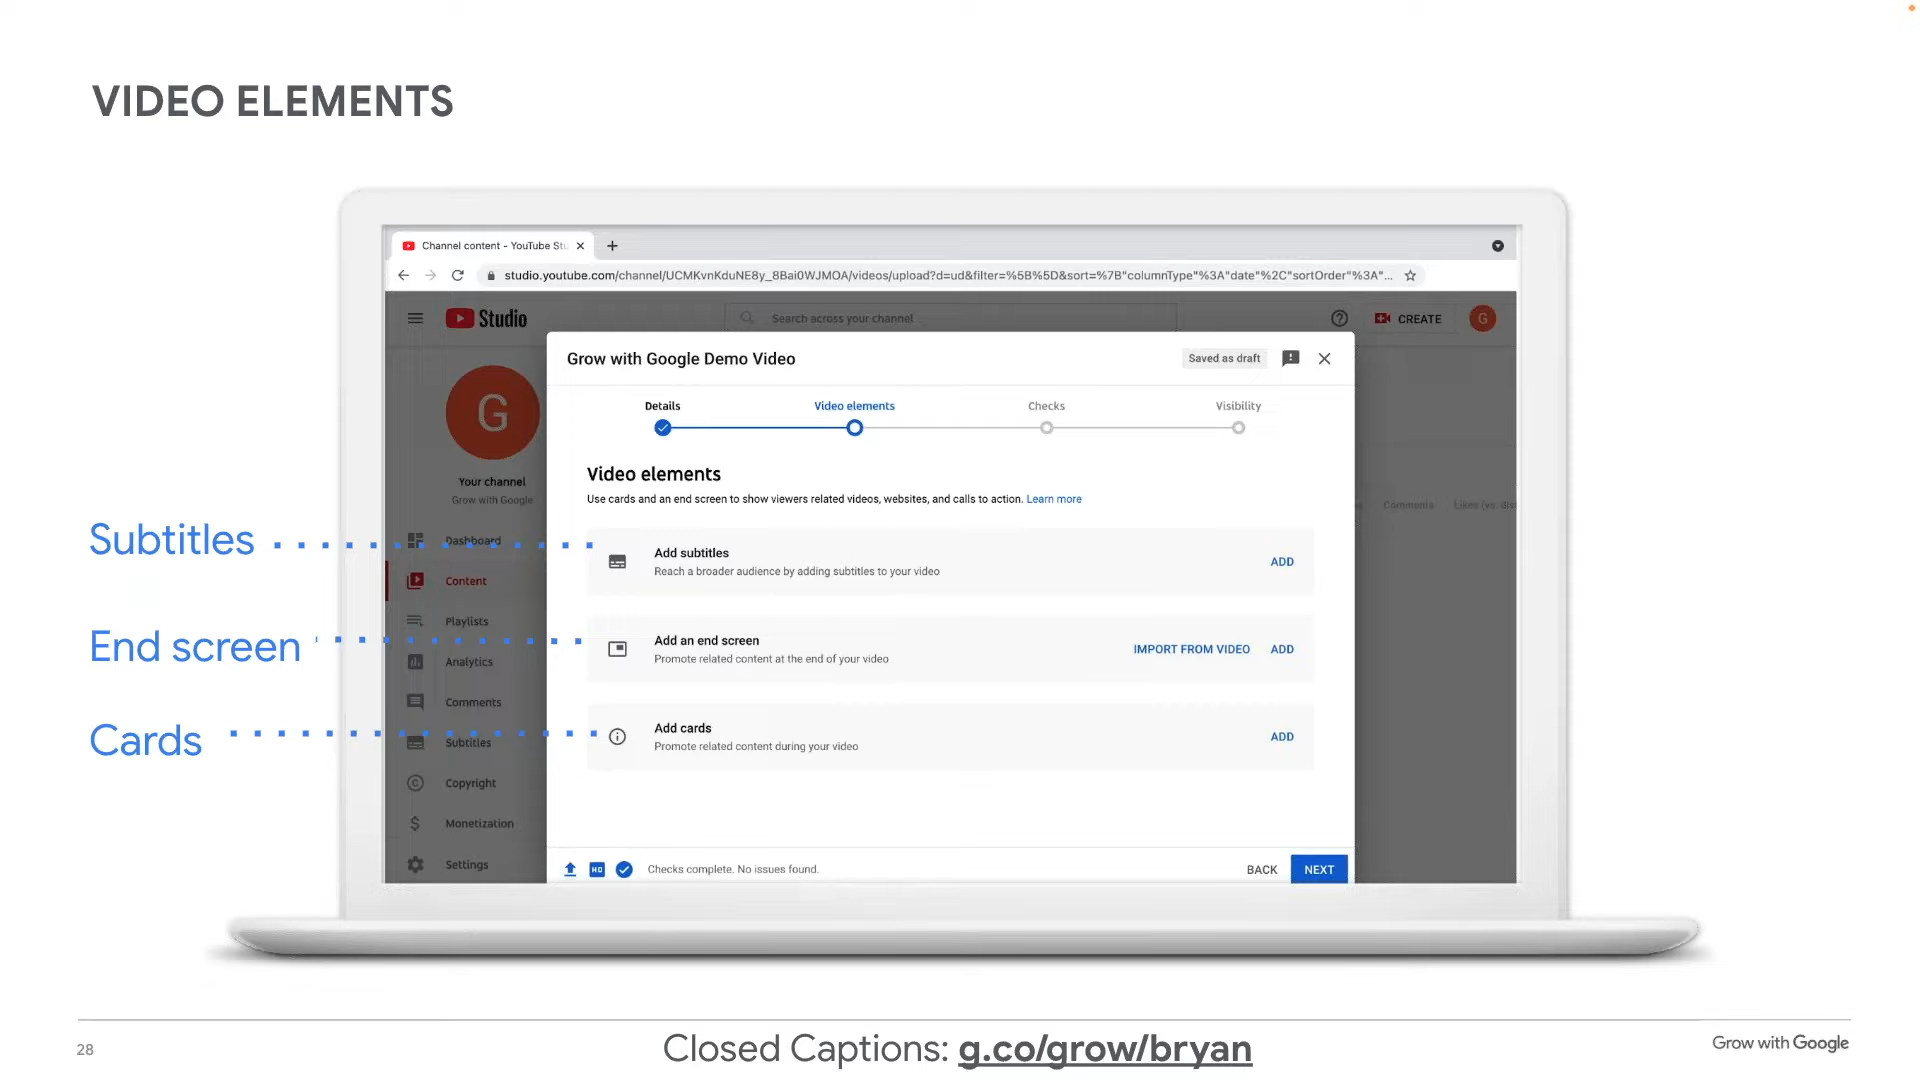 VIDEO ELEMENTS
Channel content - YouTube Stu
studio.youtube.com/channel/UCMKvnKduNE8y_8Bai0WJMOA/videos/upload?d=ud&filter=%5B%5D&sort=%7B"columnType"%3A"date"%2C"sortOrder"%3A"...
Studio
Search across your channel
CREATE
G
Grow with Google Demo Video
Saved as draft
Details
Video elements
Checks
Visibility
G
Your channel
Grow with Google
Video elements
Use cards and an end screen to show viewers related videos, websites, and calls to action. Learn more
Comments
Likes (vs. dis
Subtitles
End screen
Cards
Dashboard
Content
Playlists
Analytics
Comments
Subtitles
Copyright
Monetization
Settings
Add subtitles
Reach a broader audience by adding subtitles to your video
ADD
Add an end screen
Promote related content at the end of your video
IMPORT FROM VIDEO
ADD
Add cards
Promote related content during your video
ADD
HD
Checks complete. No issues found.
BACK
NEXT
28
Closed Captions: g.co/grow/bryan
Grow with Google